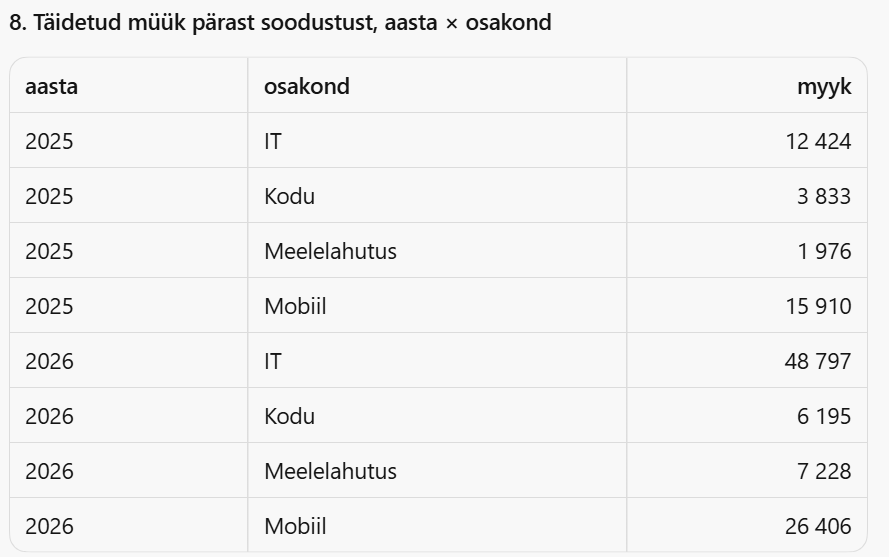 8. Täidetud müük pärast soodustust, aasta × osakond
aasta osakond myyk
2025 IT 12 424
2025 Kodu 3 833
2025 Meelelahutus 1 976
2025 Mobiil 15 910
2026 IT 48 797
2026 Kodu 6 195
2026 Meelelahutus 7 228
2026 Mobiil 26 406